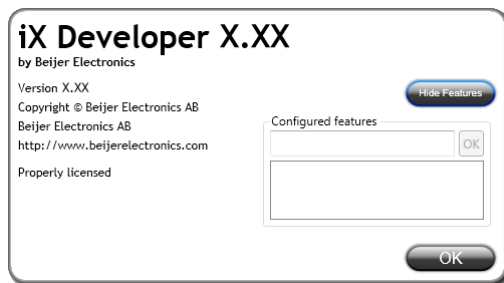 iX Developer X.XX
by Beijer Electronics
Version X.XX
Copyright © Beijer Electronics AB
Beijer Electronics AB
http://www.beijerelectronics.com
Properly licensed
Hide Features
Configured features
OK
OK